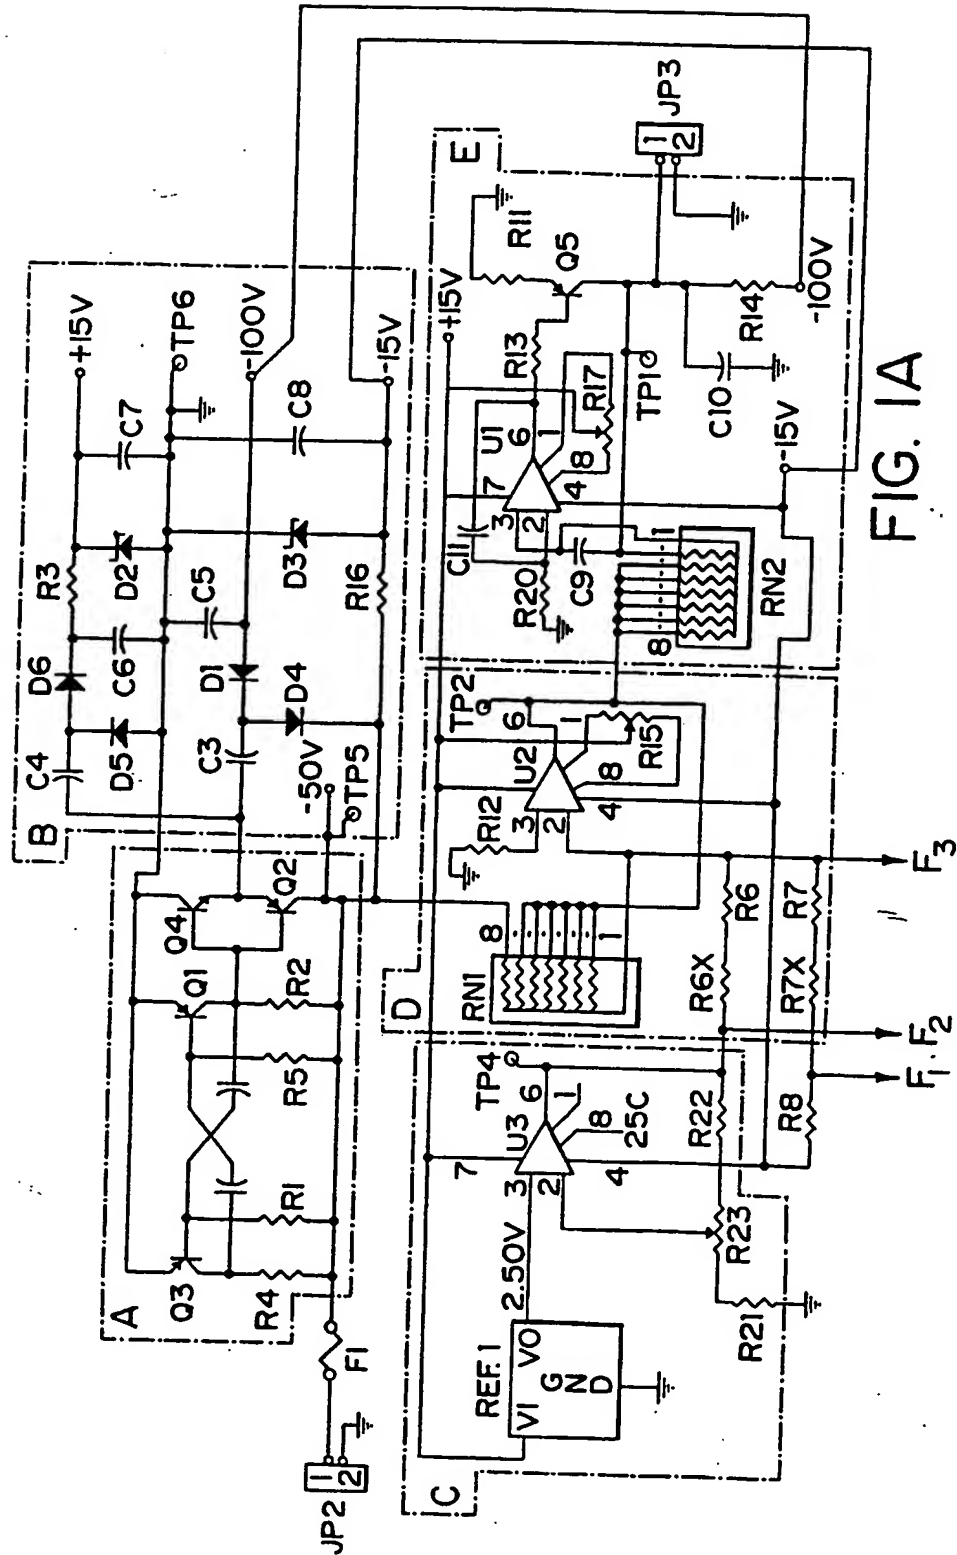 B
C4
D6
R3
+15V
D5
C6
D2
C7
TP6
C3
D1
C5
-100V
D4
D3
C8
-50V
TP5
R16
-15V
A
Q3
Q1
Q4
Q2
R4
R1
R5
R2
F1
JP2
1
2
C
REF.1
VI
VO
GND
2.50V
3
2
7
U3
6
1
8
25C
4
TP4
R22
R23
R21
R8
D
RN1
8
1
R12
3
2
U2
6
1
8
4
R15
TP2
R6X
R6
R7X
R7
F1
F2
F3
E
+15V
C11
R20
3
2
7
U1
6
1
8
4
R13
R17
Q5
R11
C9
8
1
RN2
TP1
C10
R14
-15V
-100V
JP3
1
2
FIG. 1A